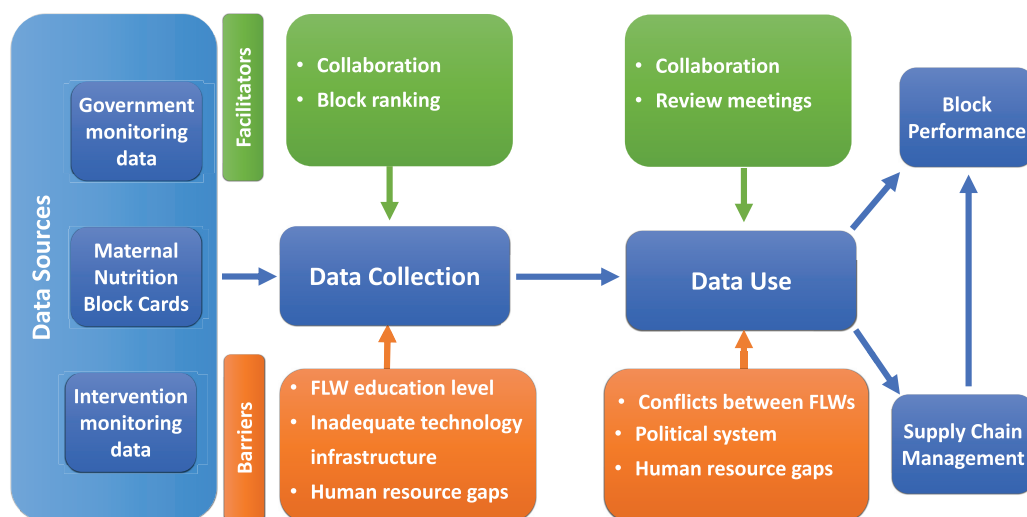 Data Sources
Government
monitoring
data
Maternal
Nutrition
Block Cards
Intervention
monitoring
data
Facilitators
• Collaboration
• Block ranking
• Collaboration
• Review meetings
Data Collection
Data Use
Barriers
• FLW education level
• Inadequate technology
infrastructure
• Human resource gaps
• Conflicts between FLWs
• Political system
• Human resource gaps
Block
Performance
Supply Chain
Management